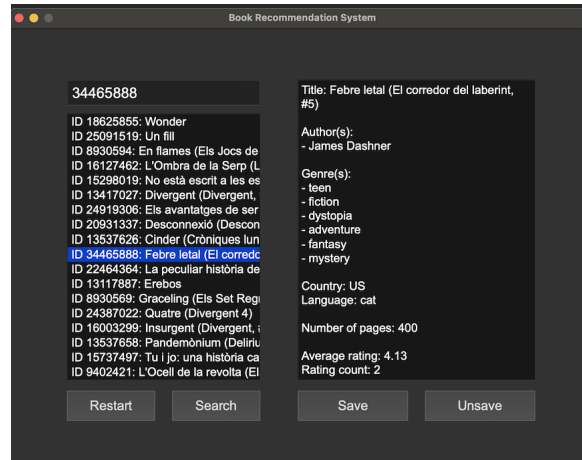 Book Recommendation System
34465888
ID 18625855: Wonder
ID 25091519: Un fill
ID 8930594: En flames (Els Jocs de
ID 16127462: L'Ombra de la Serp (L
ID 15298019: No està escrit a les es
ID 13417027: Divergent (Divergent,
ID 24919306: Els avantatges de ser
ID 20931337: Desconnexió (Descon
ID 13537626: Cinder (Cròniques lun
ID 34465888: Febre letal (El corredo
ID 22464364: La peculiar història de
ID 13117887: Erebos
ID 8930569: Graceling (Els Set Regn
ID 24387022: Quatre (Divergent 4)
ID 16003299: Insurgent (Divergent, #
ID 13537658: Pandemònium (Deliriu
ID 15737497: Tu i jo: una història ca
ID 9402421: L'Ocell de la revolta (El
Restart
Search
Title: Febre letal (El corredor del laberint,
#5)
Author(s):
- James Dashner
Genre(s):
- teen
- fiction
- dystopia
- adventure
- fantasy
- mystery
Country: US
Language: cat
Number of pages: 400
Average rating: 4.13
Rating count: 2
Save
Unsave